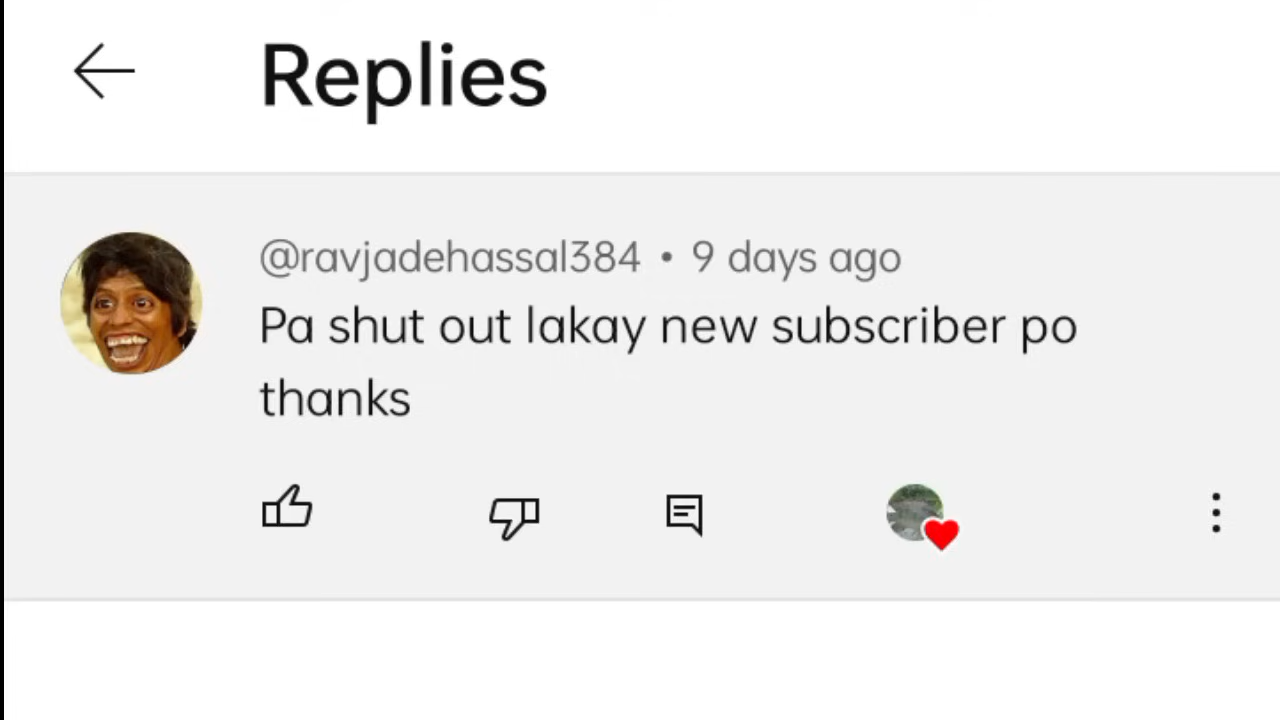 Replies
@ravjadehassal384 • 9 days ago
Pa shut out lakay new subscriber po
thanks